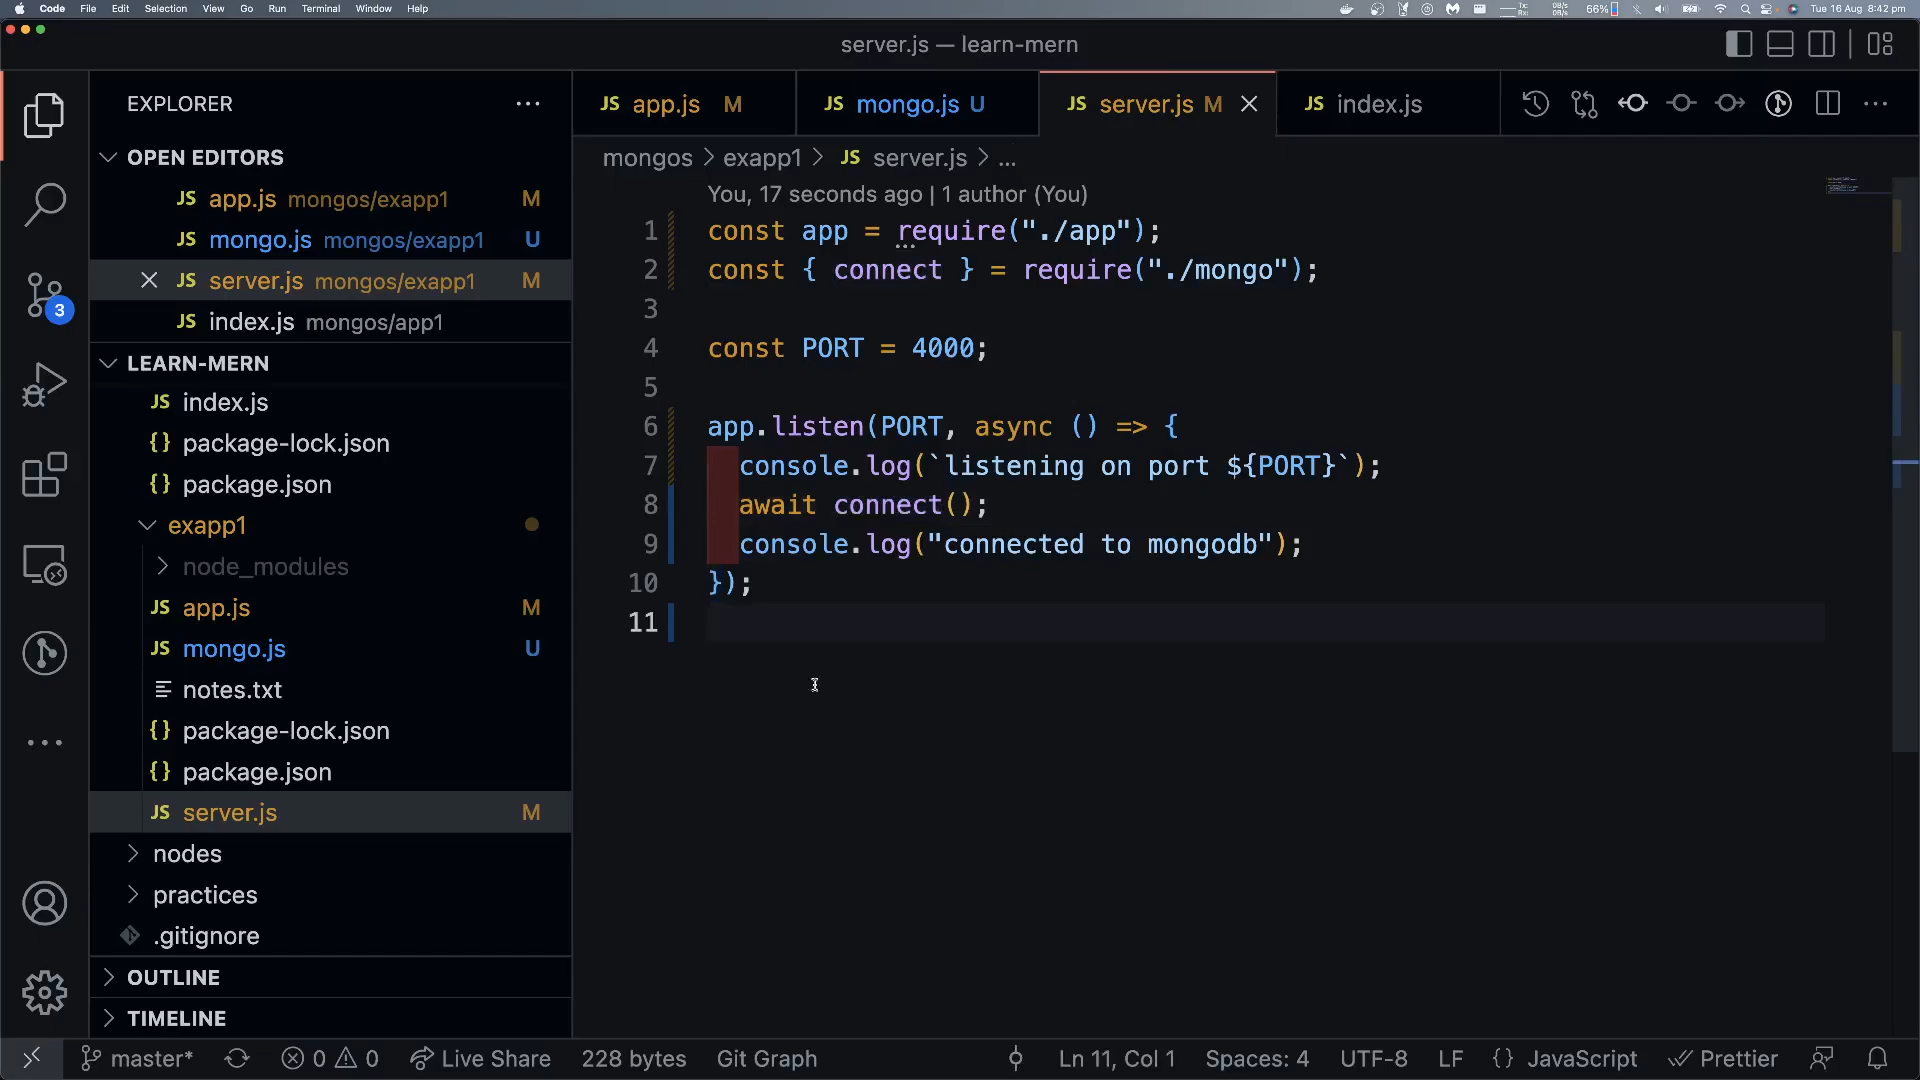 Code File Edit Selection View Go Run Terminal Window Help
66% Tue 16 Aug 8:42 pm
server.js — learn-mern
EXPLORER
OPEN EDITORS
JS app.js mongos/exapp1 M
JS mongo.js mongos/exapp1 U
JS server.js mongos/exapp1 M
JS index.js mongos/app1
LEARN-MERN
JS index.js
{} package-lock.json
{} package.json
exapp1
node_modules
JS app.js M
JS mongo.js U
notes.txt
{} package-lock.json
{} package.json
JS server.js M
nodes
practices
.gitignore
OUTLINE
TIMELINE
JS app.js M JS mongo.js U JS server.js M JS index.js
mongos > exapp1 > JS server.js > ...
You, 17 seconds ago | 1 author (You)
1 const app = require("./app");
2 const { connect } = require("./mongo");
3
4 const PORT = 4000;
5
6 app.listen(PORT, async () => {
7 console.log(`listening on port ${PORT}`);
8 await connect();
9 console.log("connected to mongodb");
10 });
11
3
master* 0 0 Live Share 228 bytes Git Graph Ln 11, Col 1 Spaces: 4 UTF-8 LF {} JavaScript Prettier